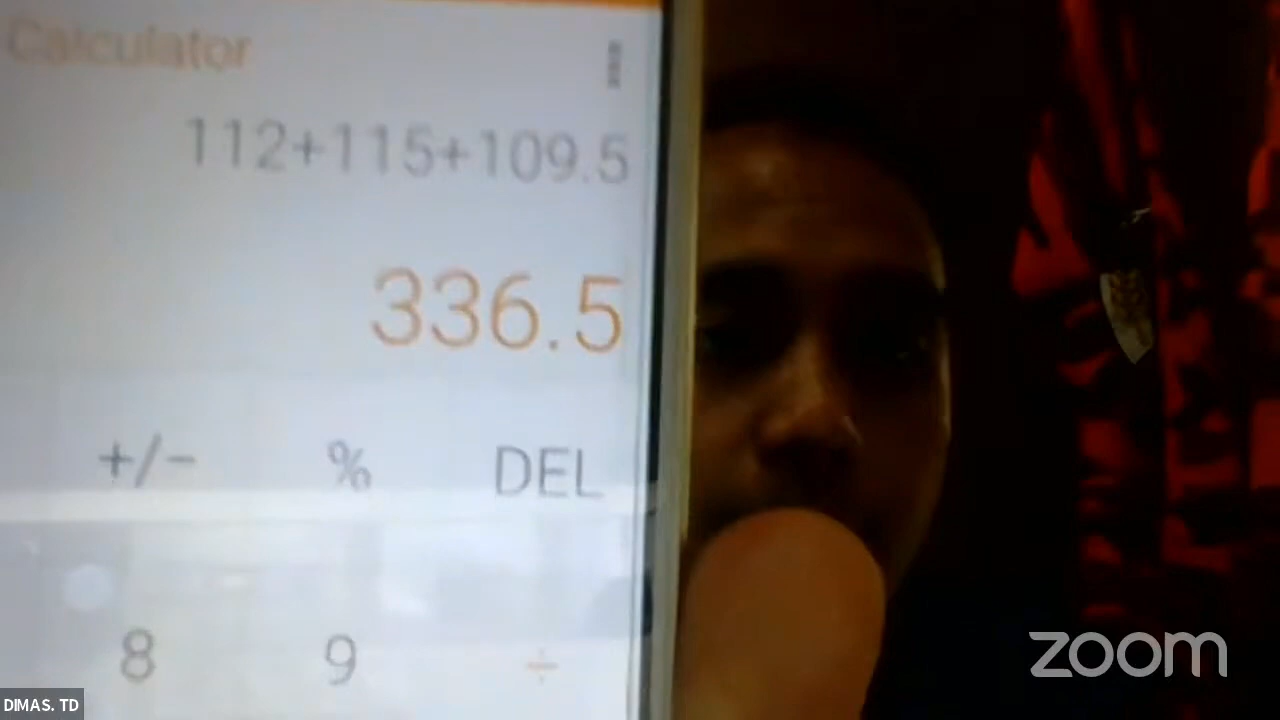 Calculator
112+115+109.5
336.5
+/- % DEL
8 9 ÷
zoom
DIMAS. TD